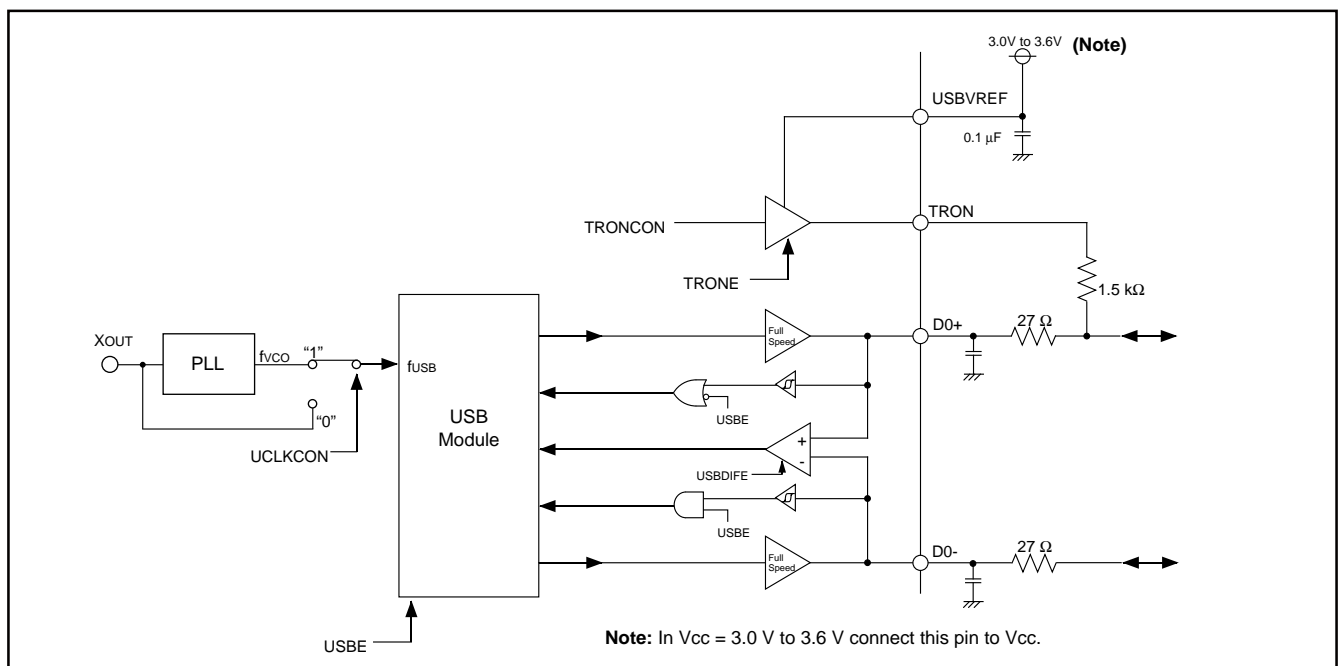 3.0V to 3.6V (Note)
USBVREF
0.1 µF
TRONCON
TRON
TRONE
1.5 kΩ
XOUT
PLL
fVCO
"1"
"0"
UCLKCON
fUSB
USB
Module
Full
Speed
D0+
27 Ω
USBE
+
-
USBDIFE
USBE
Full
Speed
D0-
27 Ω
USBE
Note: In Vcc = 3.0 V to 3.6 V connect this pin to Vcc.